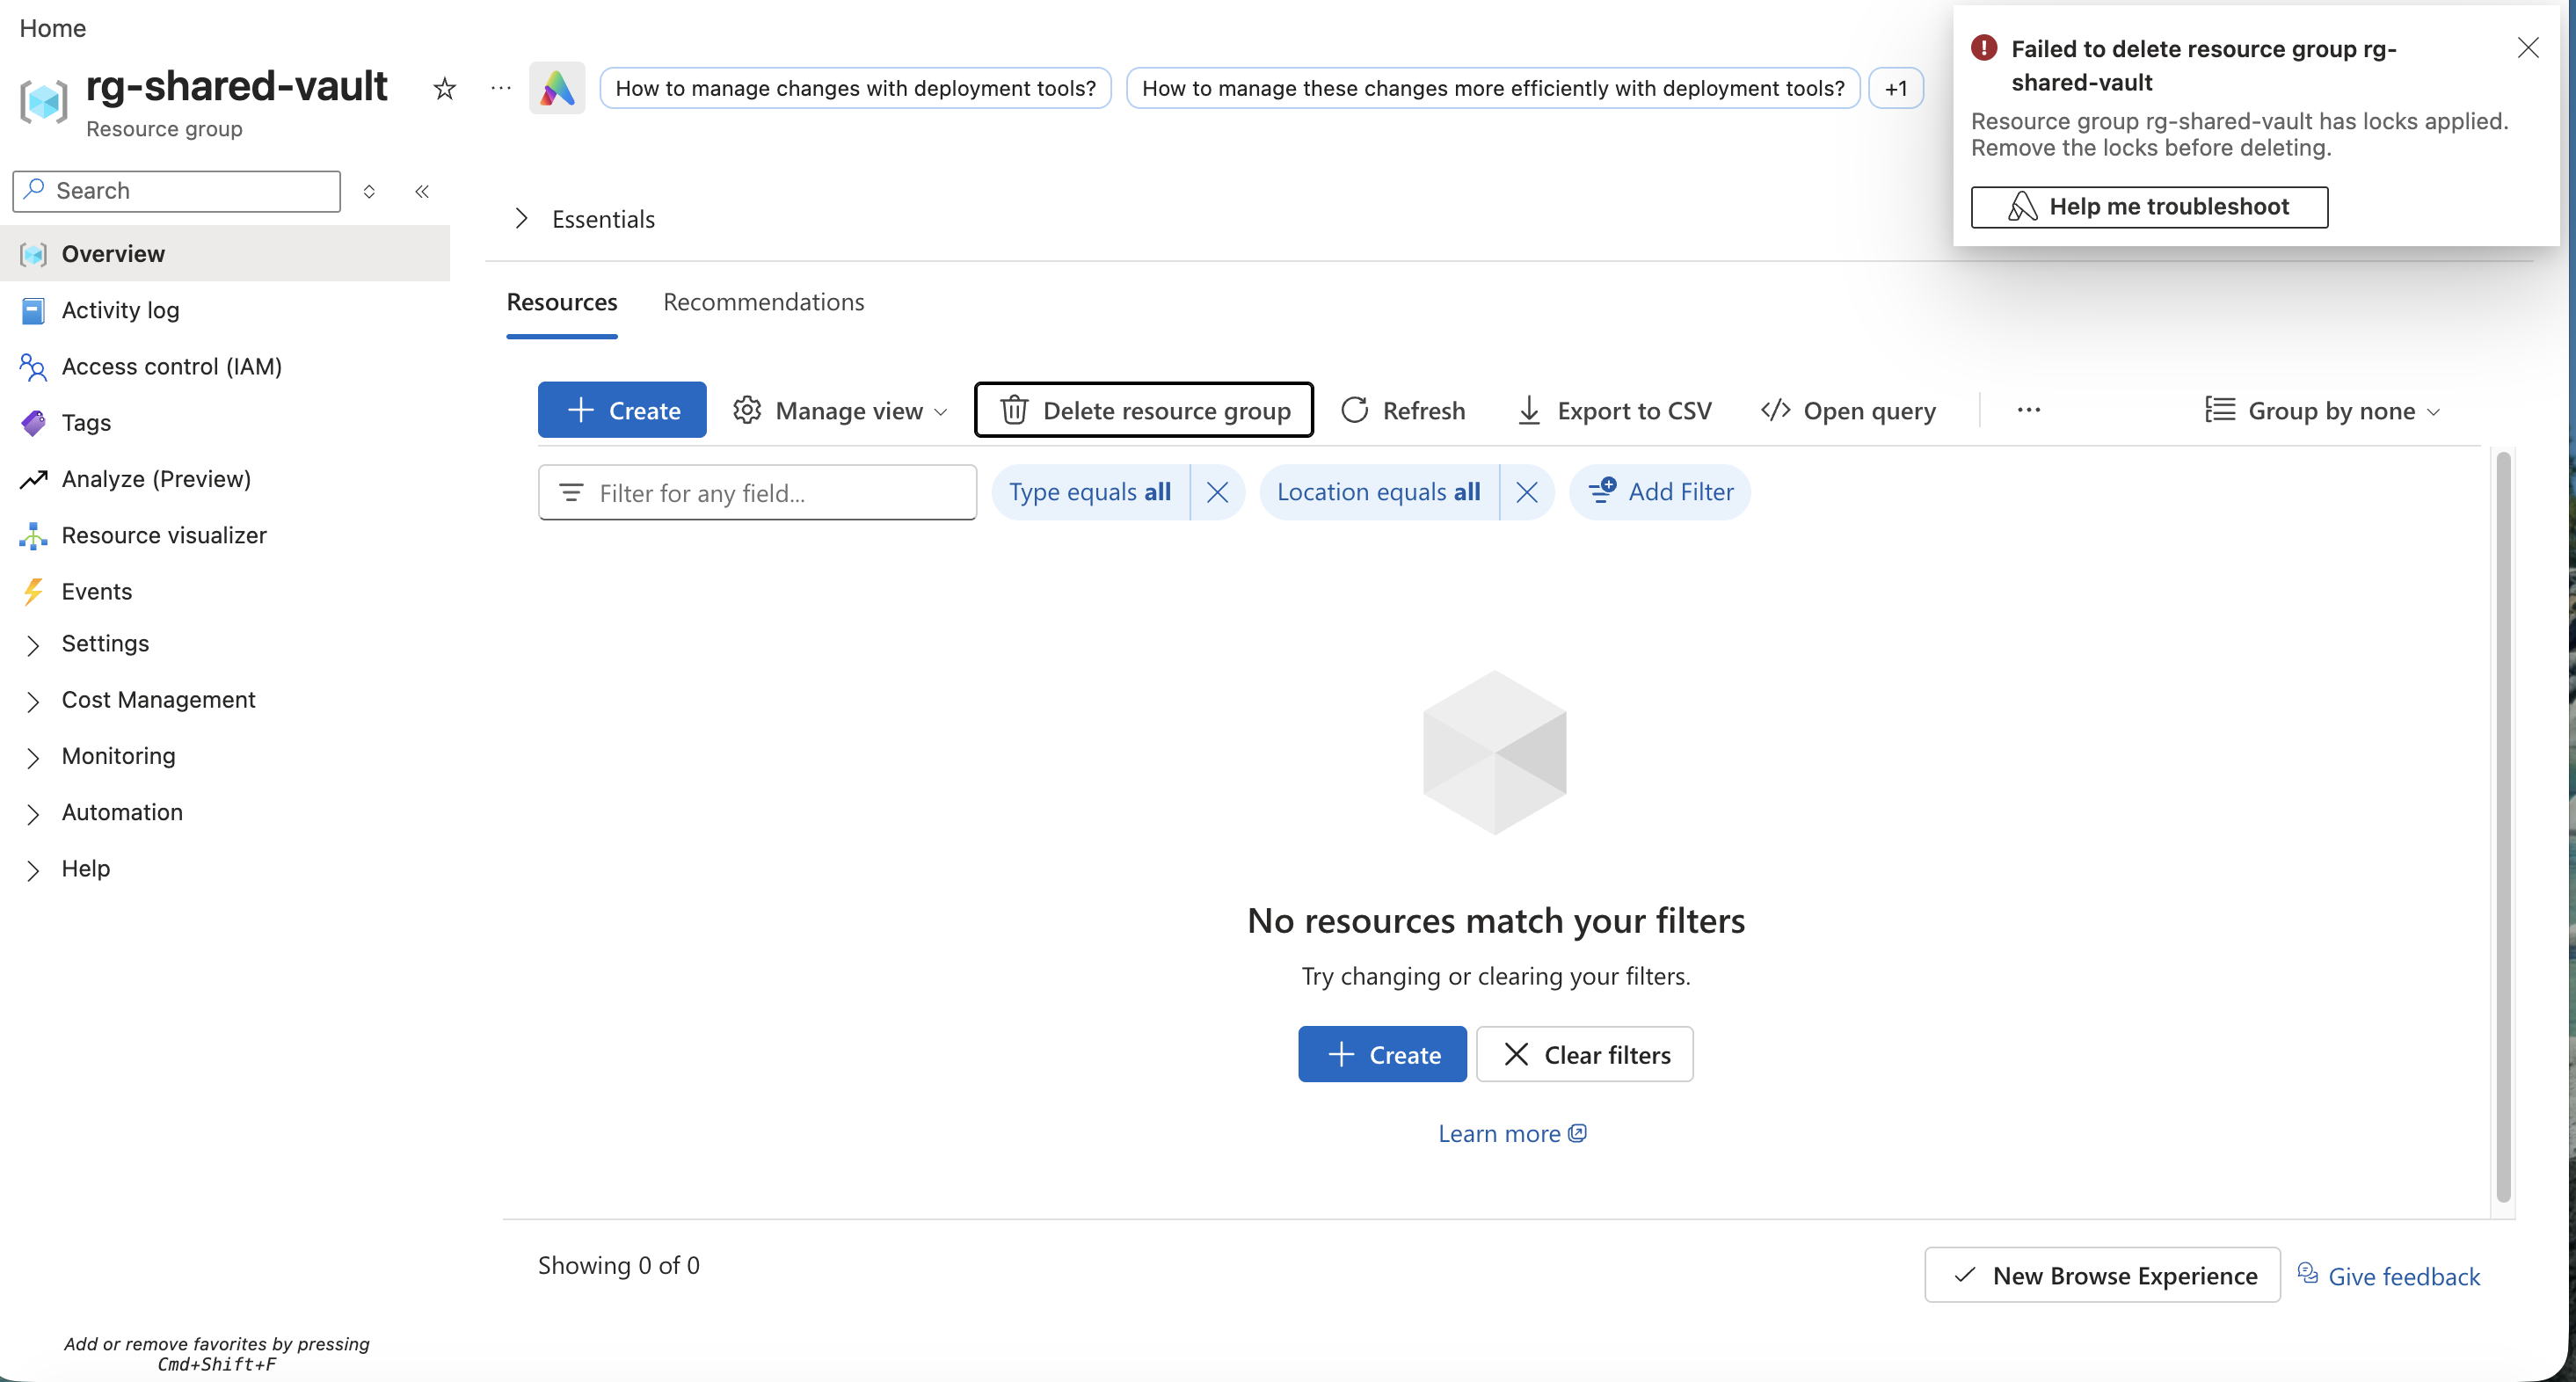 Home
rg-shared-vault
Resource group
How to manage changes with deployment tools?
How to manage these changes more efficiently with deployment tools?
+1
Failed to delete resource group rg-
shared-vault
Resource group rg-shared-vault has locks applied.
Remove the locks before deleting.
Help me troubleshoot
Search
Overview
Activity log
Access control (IAM)
Tags
Analyze (Preview)
Resource visualizer
Events
Settings
Cost Management
Monitoring
Automation
Help
Add or remove favorites by pressing
Cmd+Shift+F
Essentials
Resources
Recommendations
Create
Manage view
Delete resource group
Refresh
Export to CSV
Open query
Group by none
Filter for any field...
Type equals all
Location equals all
Add Filter
No resources match your filters
Try changing or clearing your filters.
Create
Clear filters
Learn more
Showing 0 of 0
New Browse Experience
Give feedback